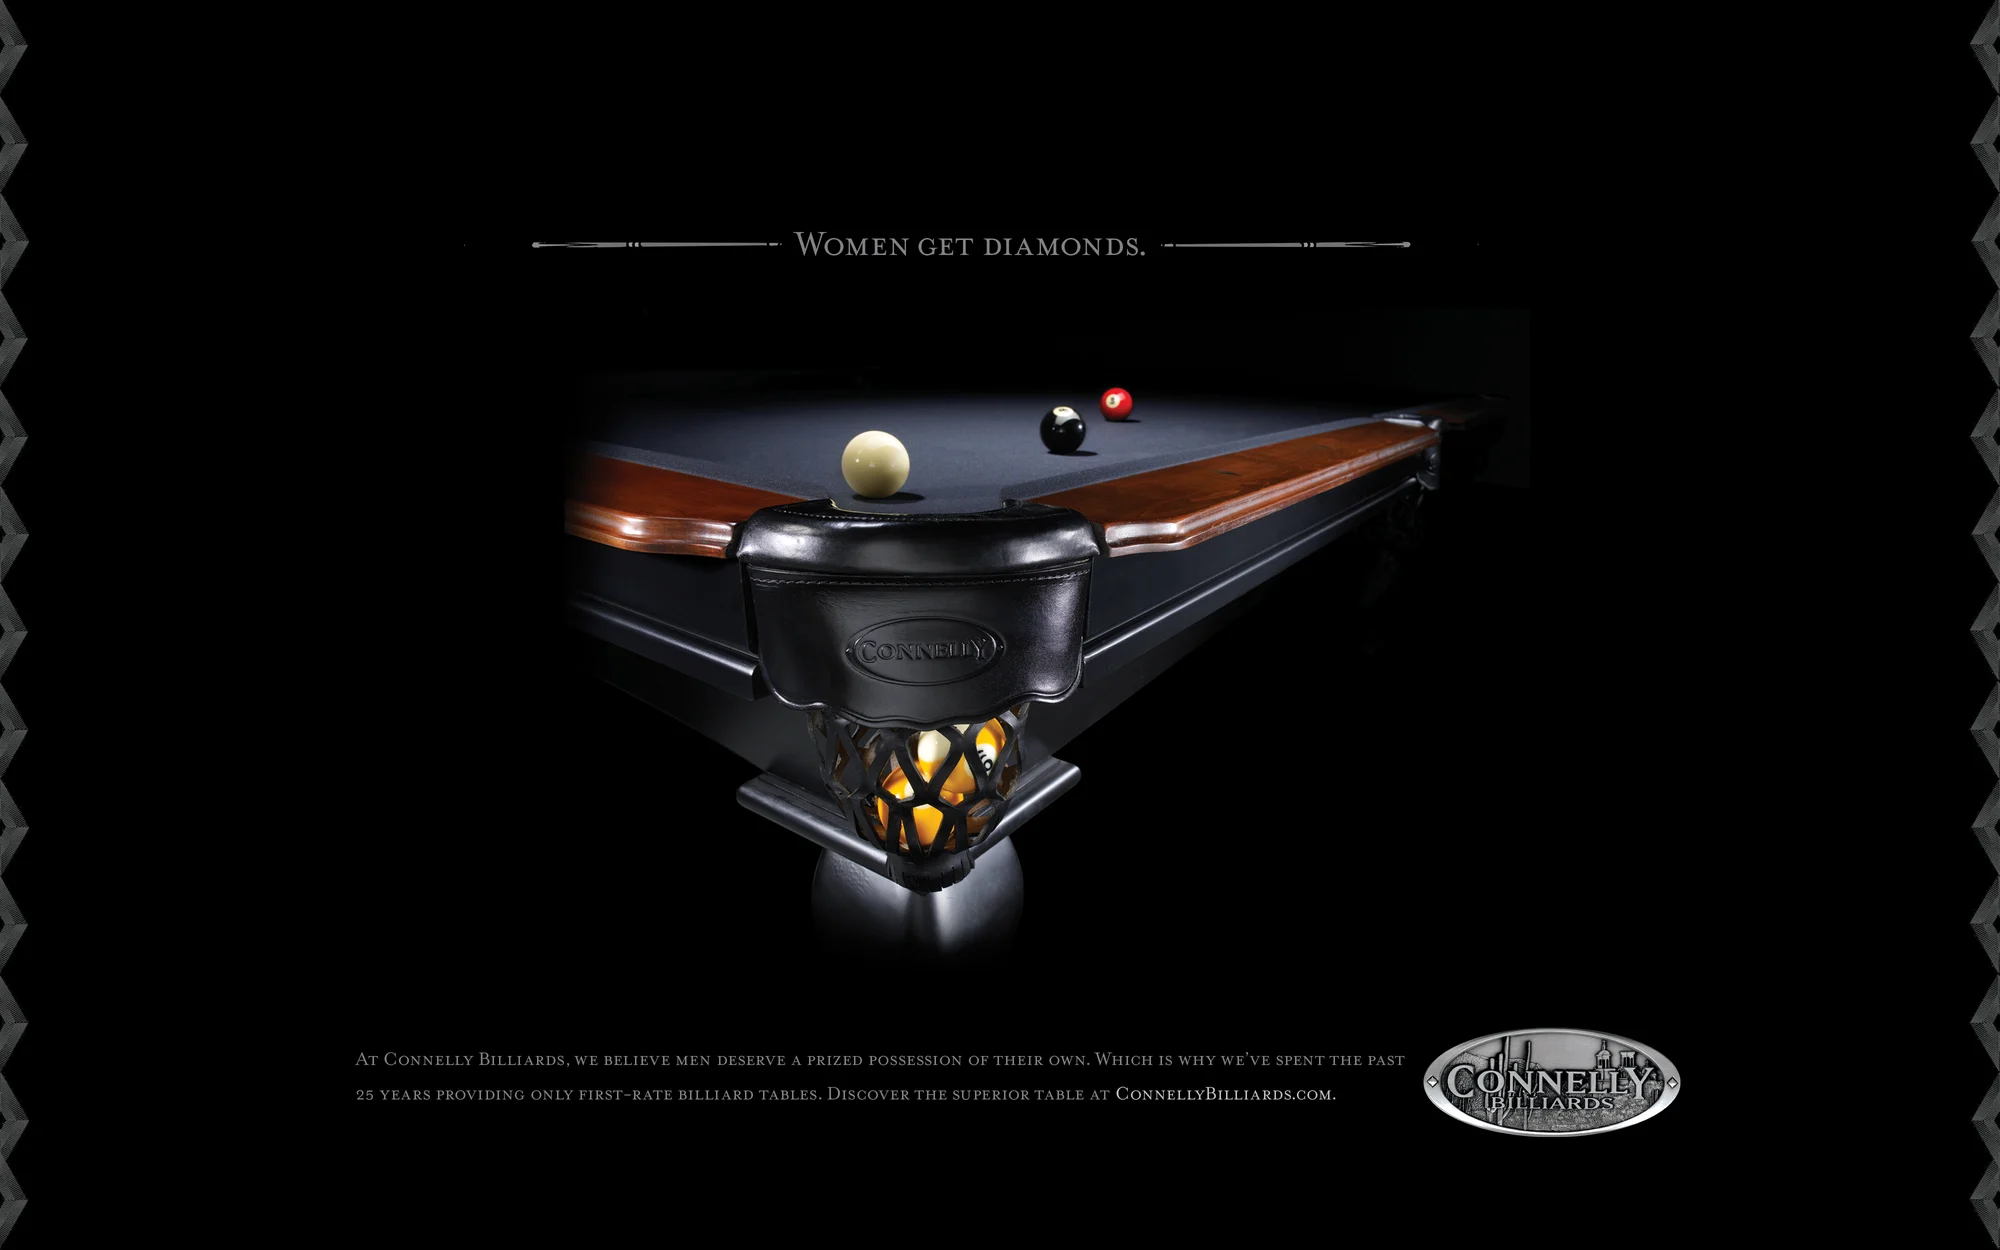 Women get diamonds.
CONNELLY
At Connelly Billiards, we believe men deserve a prized possession of their own. Which is why we've spent the past
25 years providing only first-rate billiard tables. Discover the superior table at ConnellyBilliards.com.
CONNELLY
BILLIARDS